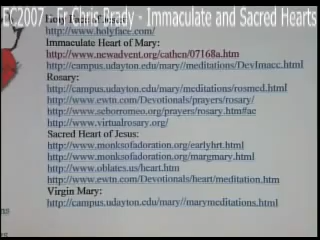 EC2007 - Fr Chris Brady - Immaculate and Sacred Hearts
http://www.holyface.com/
Immaculate Heart of Mary:
http://www.newadvent.org/cathen/07168a.htm
http://campus.udayton.edu/mary//meditations/DevImacc.html
Rosary:
http://campus.udayton.edu/mary/meditations/rosmed.html
http://www.ewtn.com/Devotionals/prayers/rosary/
http://www.scborromeo.org/prayers/rosary.htm#ae
http://www.virtualrosary.org/
Sacred Heart of Jesus:
http://www.monksofadoration.org/earlyhrt.html
http://www.monksofadoration.org/margmary.html
http://www.oblates.us/heart.htm
http://www.ewtn.com/Devotionals/heart/meditation.htm
Virgin Mary:
http://campus.udayton.edu/mary//marymeditations.html